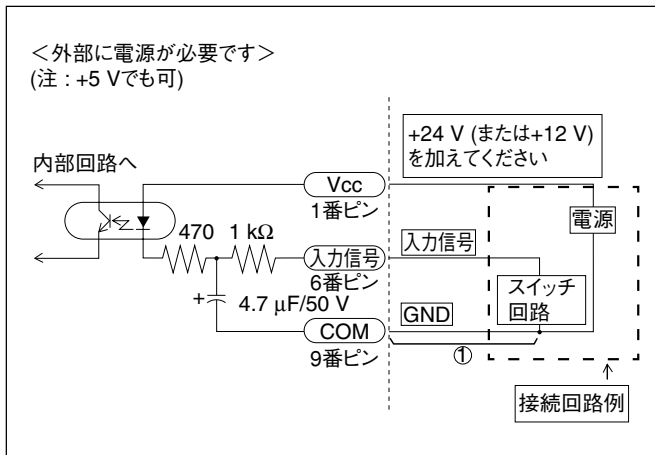 ＜外部に電源が必要です＞
(注 : +5 Vでも可)
+24 V (または+12 V)
を加えてください
内部回路へ
Vcc
1番ピン
電源
470
1 kΩ
入力信号
6番ピン
入力信号
スイッチ
回路
+
4.7 μF/50 V
GND
COM
9番ピン
①
接続回路例